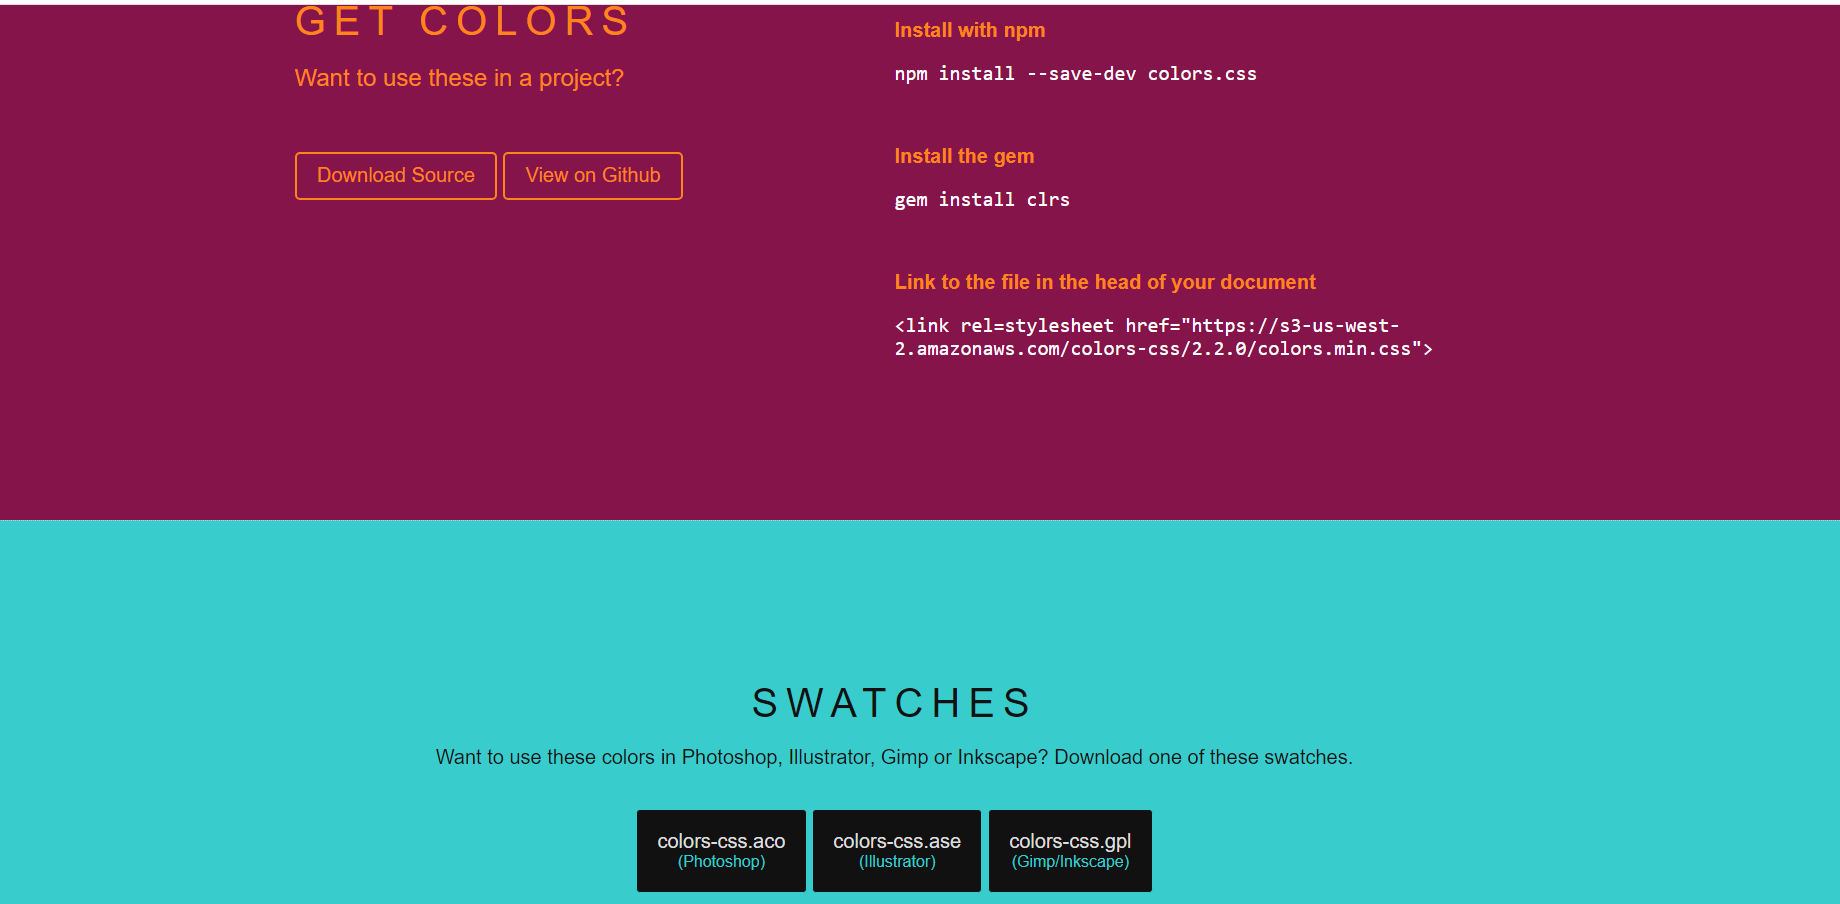 GET COLORS
Want to use these in a project?
Download Source
View on Github
Install with npm
npm install --save-dev colors.css
Install the gem
gem install clrs
Link to the file in the head of your document
<link rel=stylesheet href="https://s3-us-west-
2.amazonaws.com/colors-css/2.2.0/colors.min.css">
SWATCHES
Want to use these colors in Photoshop, Illustrator, Gimp or Inkscape? Download one of these swatches.
colors-css.aco
(Photoshop)
colors-css.ase
(Illustrator)
colors-css.gpl
(Gimp/Inkscape)